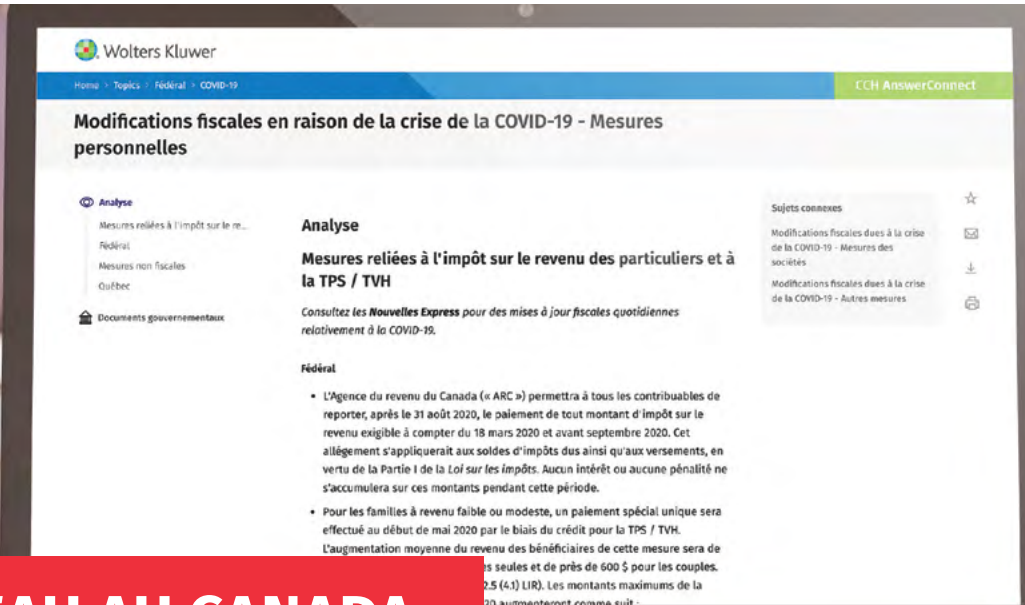 Wolters Kluwer
Home > Topics > Fédéral > COVID-19
CCH AnswerConnect
Modifications fiscales en raison de la crise de la COVID-19 - Mesures
personnelles
Analyse
Mesures reliées à l'impôt sur le re...
Fédéral
Mesures non fiscales
Québec
Documents gouvernementaux
Analyse
Mesures reliées à l'impôt sur le revenu des particuliers et à
la TPS / TVH
Consultez les Nouvelles Express pour des mises à jour fiscales quotidiennes
relativement à la COVID-19.
Fédéral
• L'Agence du revenu du Canada (« ARC ») permettra à tous les contribuables de
reporter, après le 31 août 2020, le paiement de tout montant d'impôt sur le
revenu exigible à compter du 18 mars 2020 et avant septembre 2020. Cet
allégement s'appliquerait aux soldes d'impôts dus ainsi qu'aux versements, en
vertu de la Partie I de la Loi sur les impôts. Aucun intérêt ou aucune pénalité ne
s'accumulera sur ces montants pendant cette période.
• Pour les familles à revenu faible ou modeste, un paiement spécial unique sera
effectué au début de mai 2020 par le biais du crédit pour la TPS / TVH.
L'augmentation moyenne du revenu des bénéficiaires de cette mesure sera de
seules et de près de 600 $ pour les couples.
2.5 (4.1) LIR). Les montants maximums de la
augmenteront comme suit :
Sujets connexes
Modifications fiscales dues à la crise
de la COVID-19 - Mesures des
sociétés
Modifications fiscales dues à la crise
de la COVID-19 - Autres mesures
AU CANADA